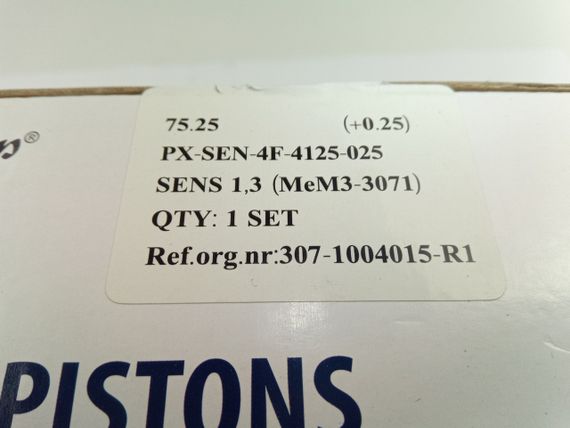 75.25 (+0.25)
PX-SEN-4F-4125-025
SENS 1,3 (MeM3-3071)
QTY: 1 SET
Ref.org.nr:307-1004015-R1
PISTONS